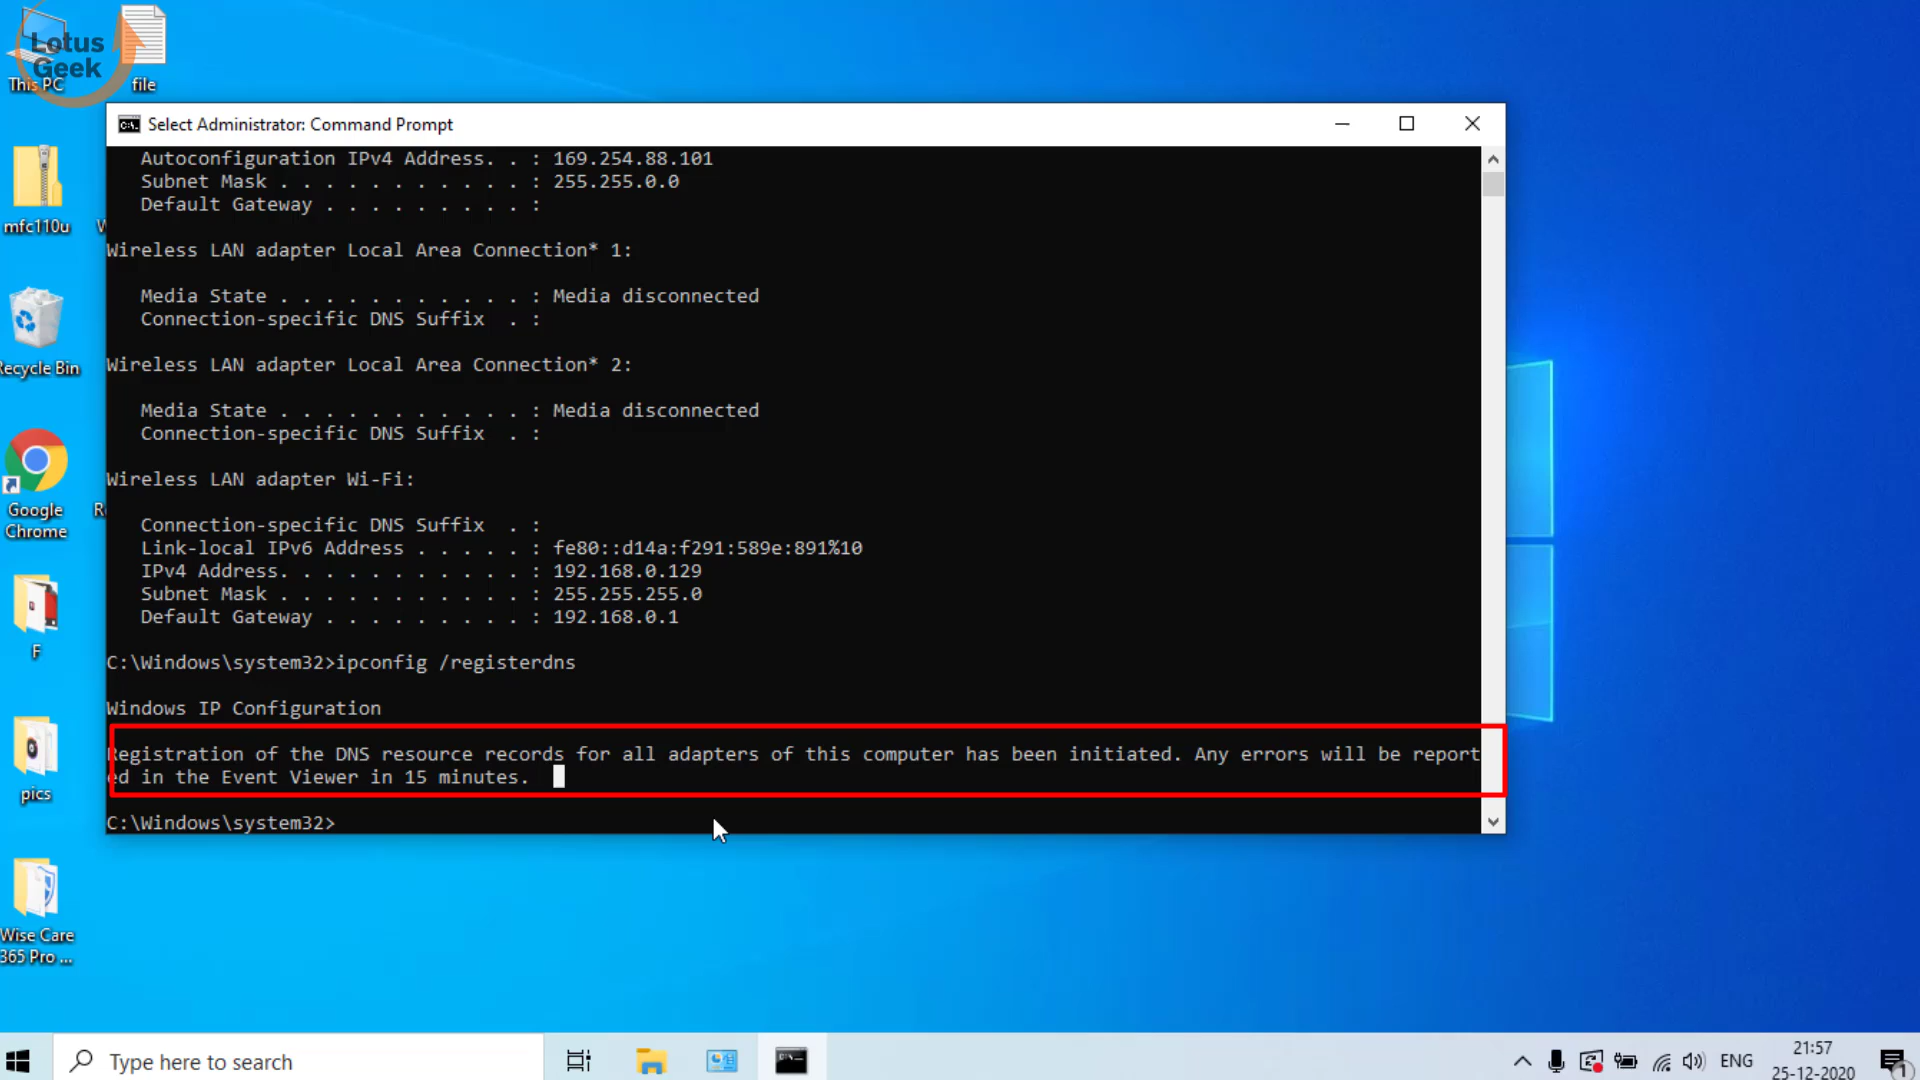 Lotus
Geek
This PC
file
Select Administrator: Command Prompt
Autoconfiguration IPv4 Address. . : 169.254.88.101
Subnet Mask . . . . . . . . . . . : 255.255.0.0
Default Gateway . . . . . . . . . :
Wireless LAN adapter Local Area Connection* 1:
Media State . . . . . . . . . . . : Media disconnected
Connection-specific DNS Suffix  . :
Wireless LAN adapter Local Area Connection* 2:
Media State . . . . . . . . . . . : Media disconnected
Connection-specific DNS Suffix  . :
Wireless LAN adapter Wi-Fi:
Connection-specific DNS Suffix  . :
Link-local IPv6 Address . . . . . : fe80::d14a:f291:589e:891%10
IPv4 Address. . . . . . . . . . . : 192.168.0.129
Subnet Mask . . . . . . . . . . . : 255.255.255.0
Default Gateway . . . . . . . . . : 192.168.0.1
C:\Windows\system32>ipconfig /registerdns
Windows IP Configuration
Registration of the DNS resource records for all adapters of this computer has been initiated. Any errors will be report
ed in the Event Viewer in 15 minutes.
C:\Windows\system32>
mfc110u
W
Recycle Bin
Google
Chrome
R
F
pics
Wise Care
365 Pro ...
Type here to search
ENG
21:57
25-12-2020
1